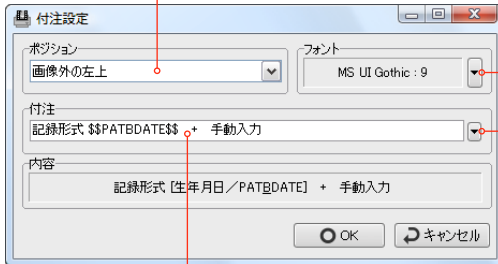 付注設定
ポジション
画像外の左上
フォント
MS UI Gothic : 9
付注
記録形式 $$PATBDATE$$ + 手動入力
内容
記録形式 [生年月日／PATBDATE] + 手動入力
OK
キャンセル